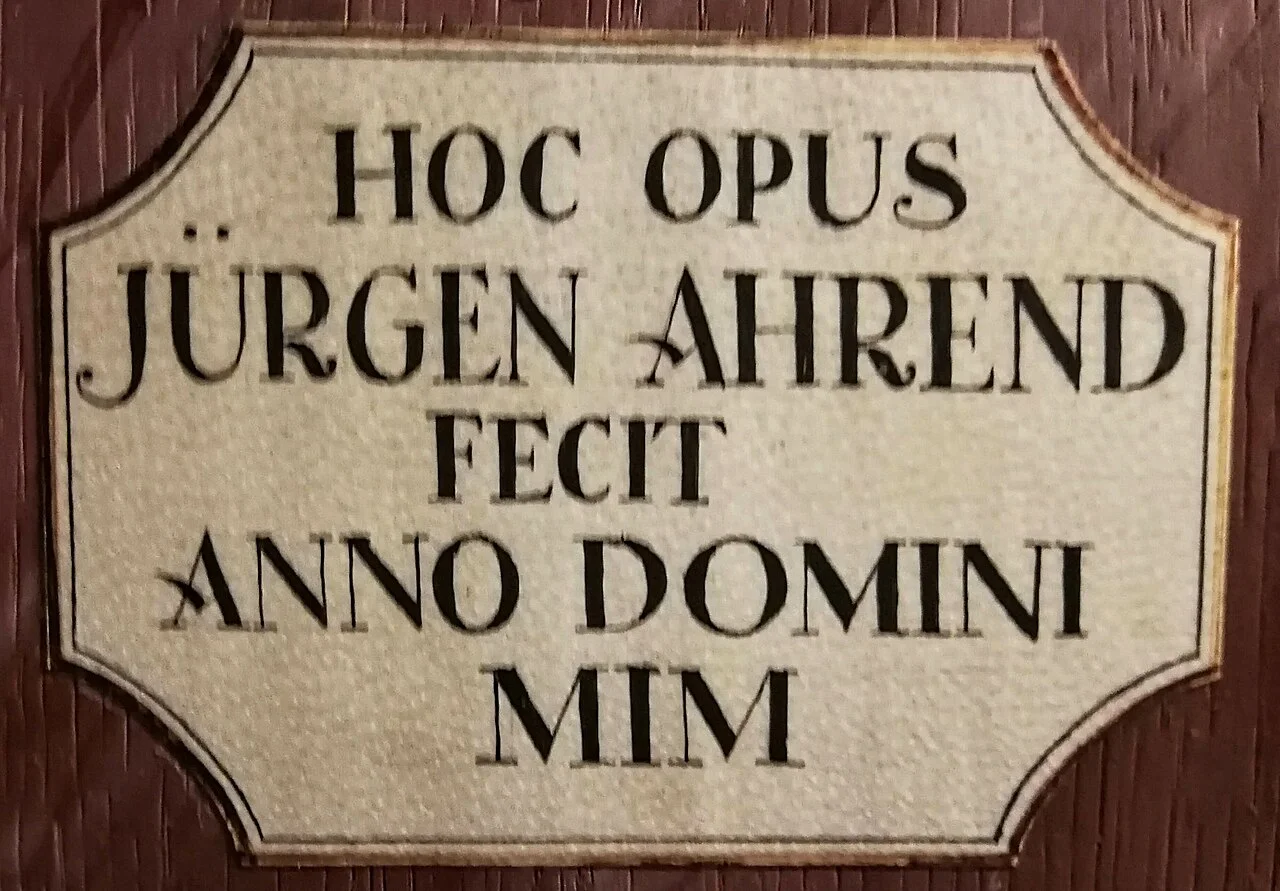 HOC OPUS
JÜRGEN AHREND
FECIT
ANNO DOMINI
MIM